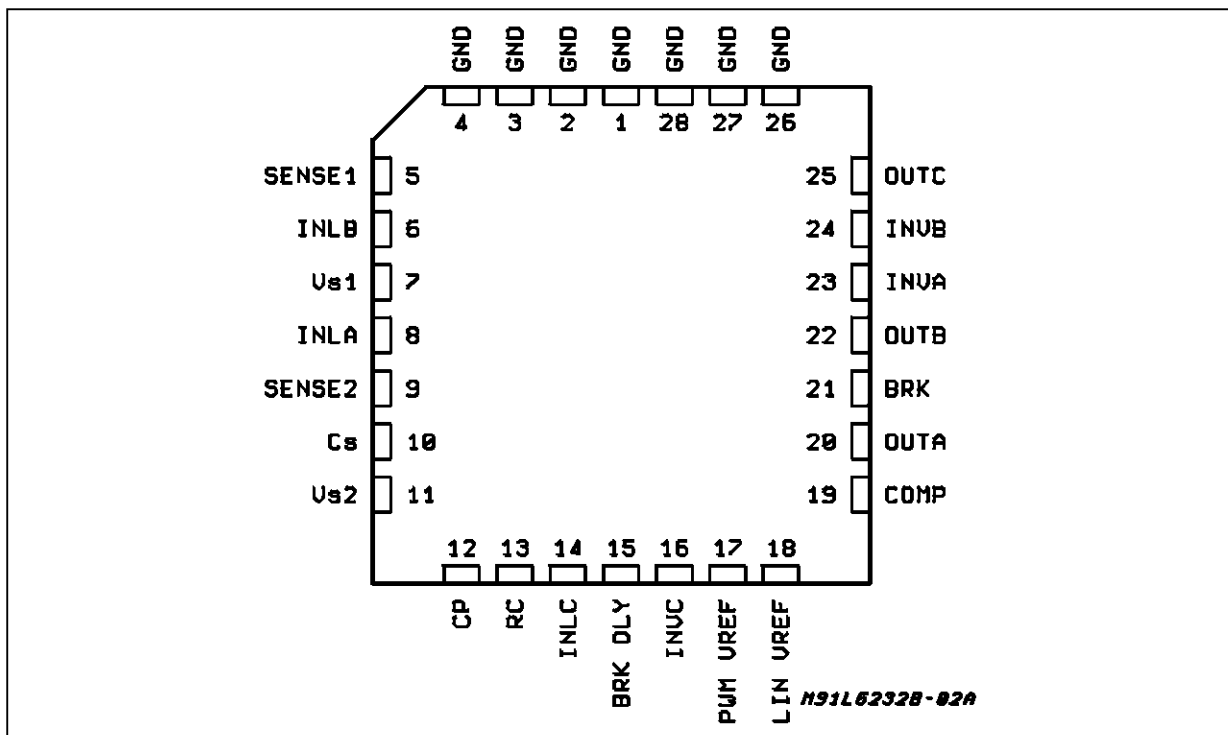 GND GND GND GND GND GND GND
4 3 2 1 28 27 26
SENSE1 5 25 OUTC
INLB 6 24 INVB
Vs1 7 23 INVA
INLA 8 22 OUTB
SENSE2 9 21 BRK
Cs 10 20 OUTA
Vs2 11 19 COMP
12 13 14 15 16 17 18
CP RC INLC BRK DLY INVC PWM VREF LIN VREF
M91L6232B-02A